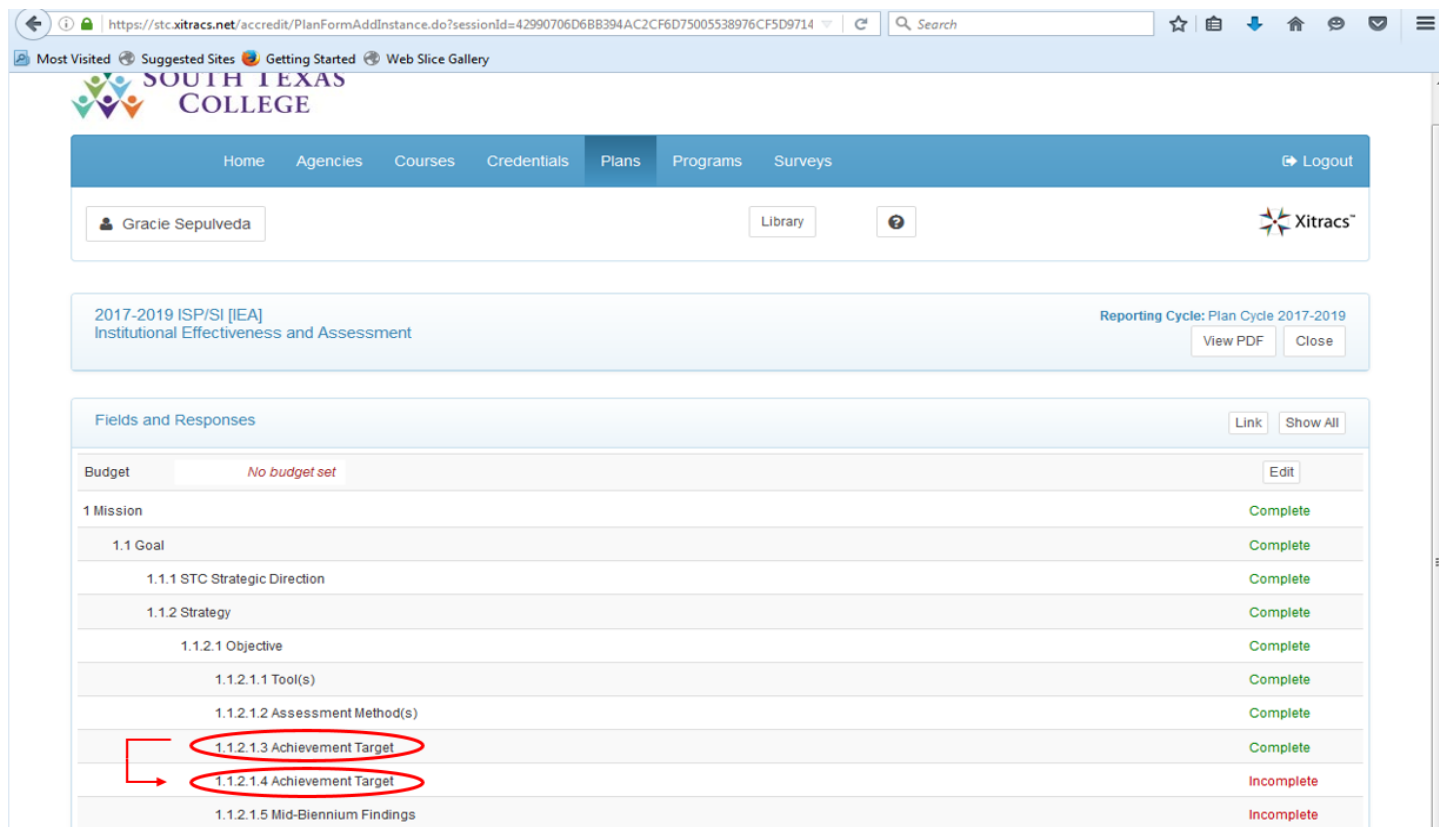 https://stc.xitracs.net/accredit/PlanFormAddInstance.do?sessionId=42990706D6BB394AC2CF6D75005538976CF5D9714 Search
Most Visited Suggested Sites Getting Started Web Slice Gallery
SOUTH TEXAS
COLLEGE
Home Agencies Courses Credentials Plans Programs Surveys Logout
Gracie Sepulveda Library ? Xitracs™
2017-2019 ISP/SI [IEA] Reporting Cycle: Plan Cycle 2017-2019
Institutional Effectiveness and Assessment
View PDF Close
Fields and Responses Link Show All
Budget No budget set Edit
1 Mission Complete
1.1 Goal Complete
1.1.1 STC Strategic Direction Complete
1.1.2 Strategy Complete
1.1.2.1 Objective Complete
1.1.2.1.1 Tool(s) Complete
1.1.2.1.2 Assessment Method(s) Complete
1.1.2.1.3 Achievement Target Complete
1.1.2.1.4 Achievement Target Incomplete
1.1.2.1.5 Mid-Biennium Findings Incomplete